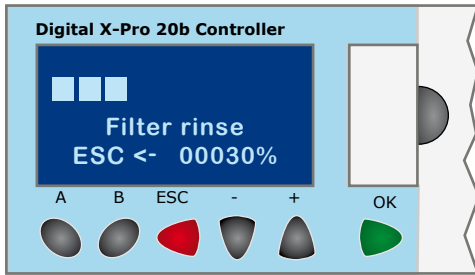 Digital X-Pro 20b Controller
Filter rinse
ESC <- 00030%
A B ESC - + OK